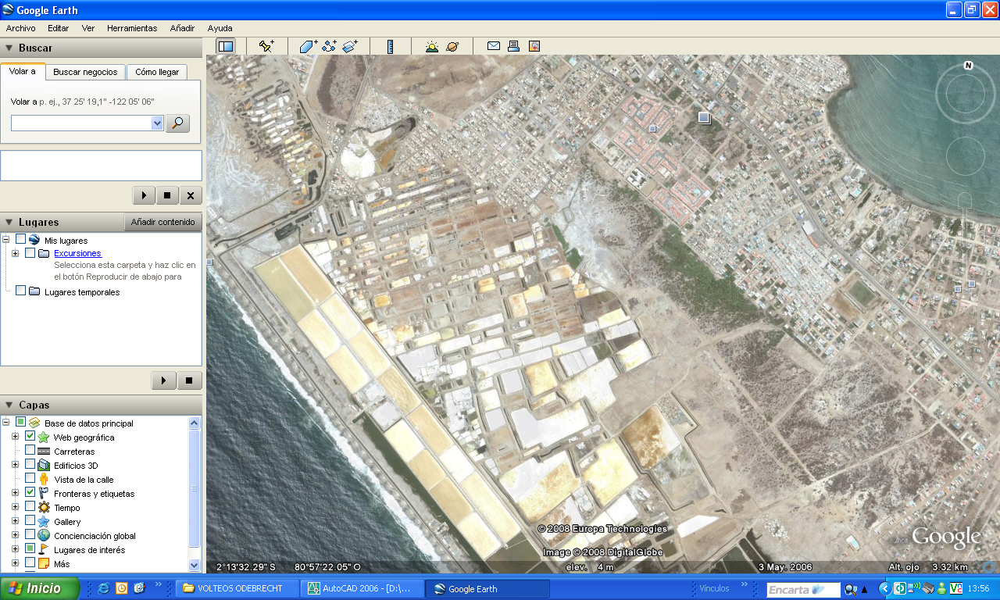 Google Earth
Archivo Editar Ver Herramientas Añadir Ayuda
Buscar
Volar a Buscar negocios Cómo llegar
Volar a p. ej., 37 25' 19,1" -122 05' 06"
Lugares Añadir contenido
Mis lugares
Excursiones
Selecciona esta carpeta y haz clic en
el botón Reproducir de abajo para
Lugares temporales
Capas
Base de datos principal
Web geográfica
Carreteras
Edificios 3D
Vista de la calle
Fronteras y etiquetas
Tiempo
Gallery
Concienciación global
Lugares de interés
Más
N
© 2008 Europa Technologies
Image © 2008 DigitalGlobe
©2008 Google
2°13'32.29" S 80°57'22.05" O elev. 4 m 3 May. 2006 Alt. ojo 3.32 km
Inicio VOLTEOS ODEBRECHT AutoCAD 2006 - [D:\... Google Earth Vínculos Encarta 13:56